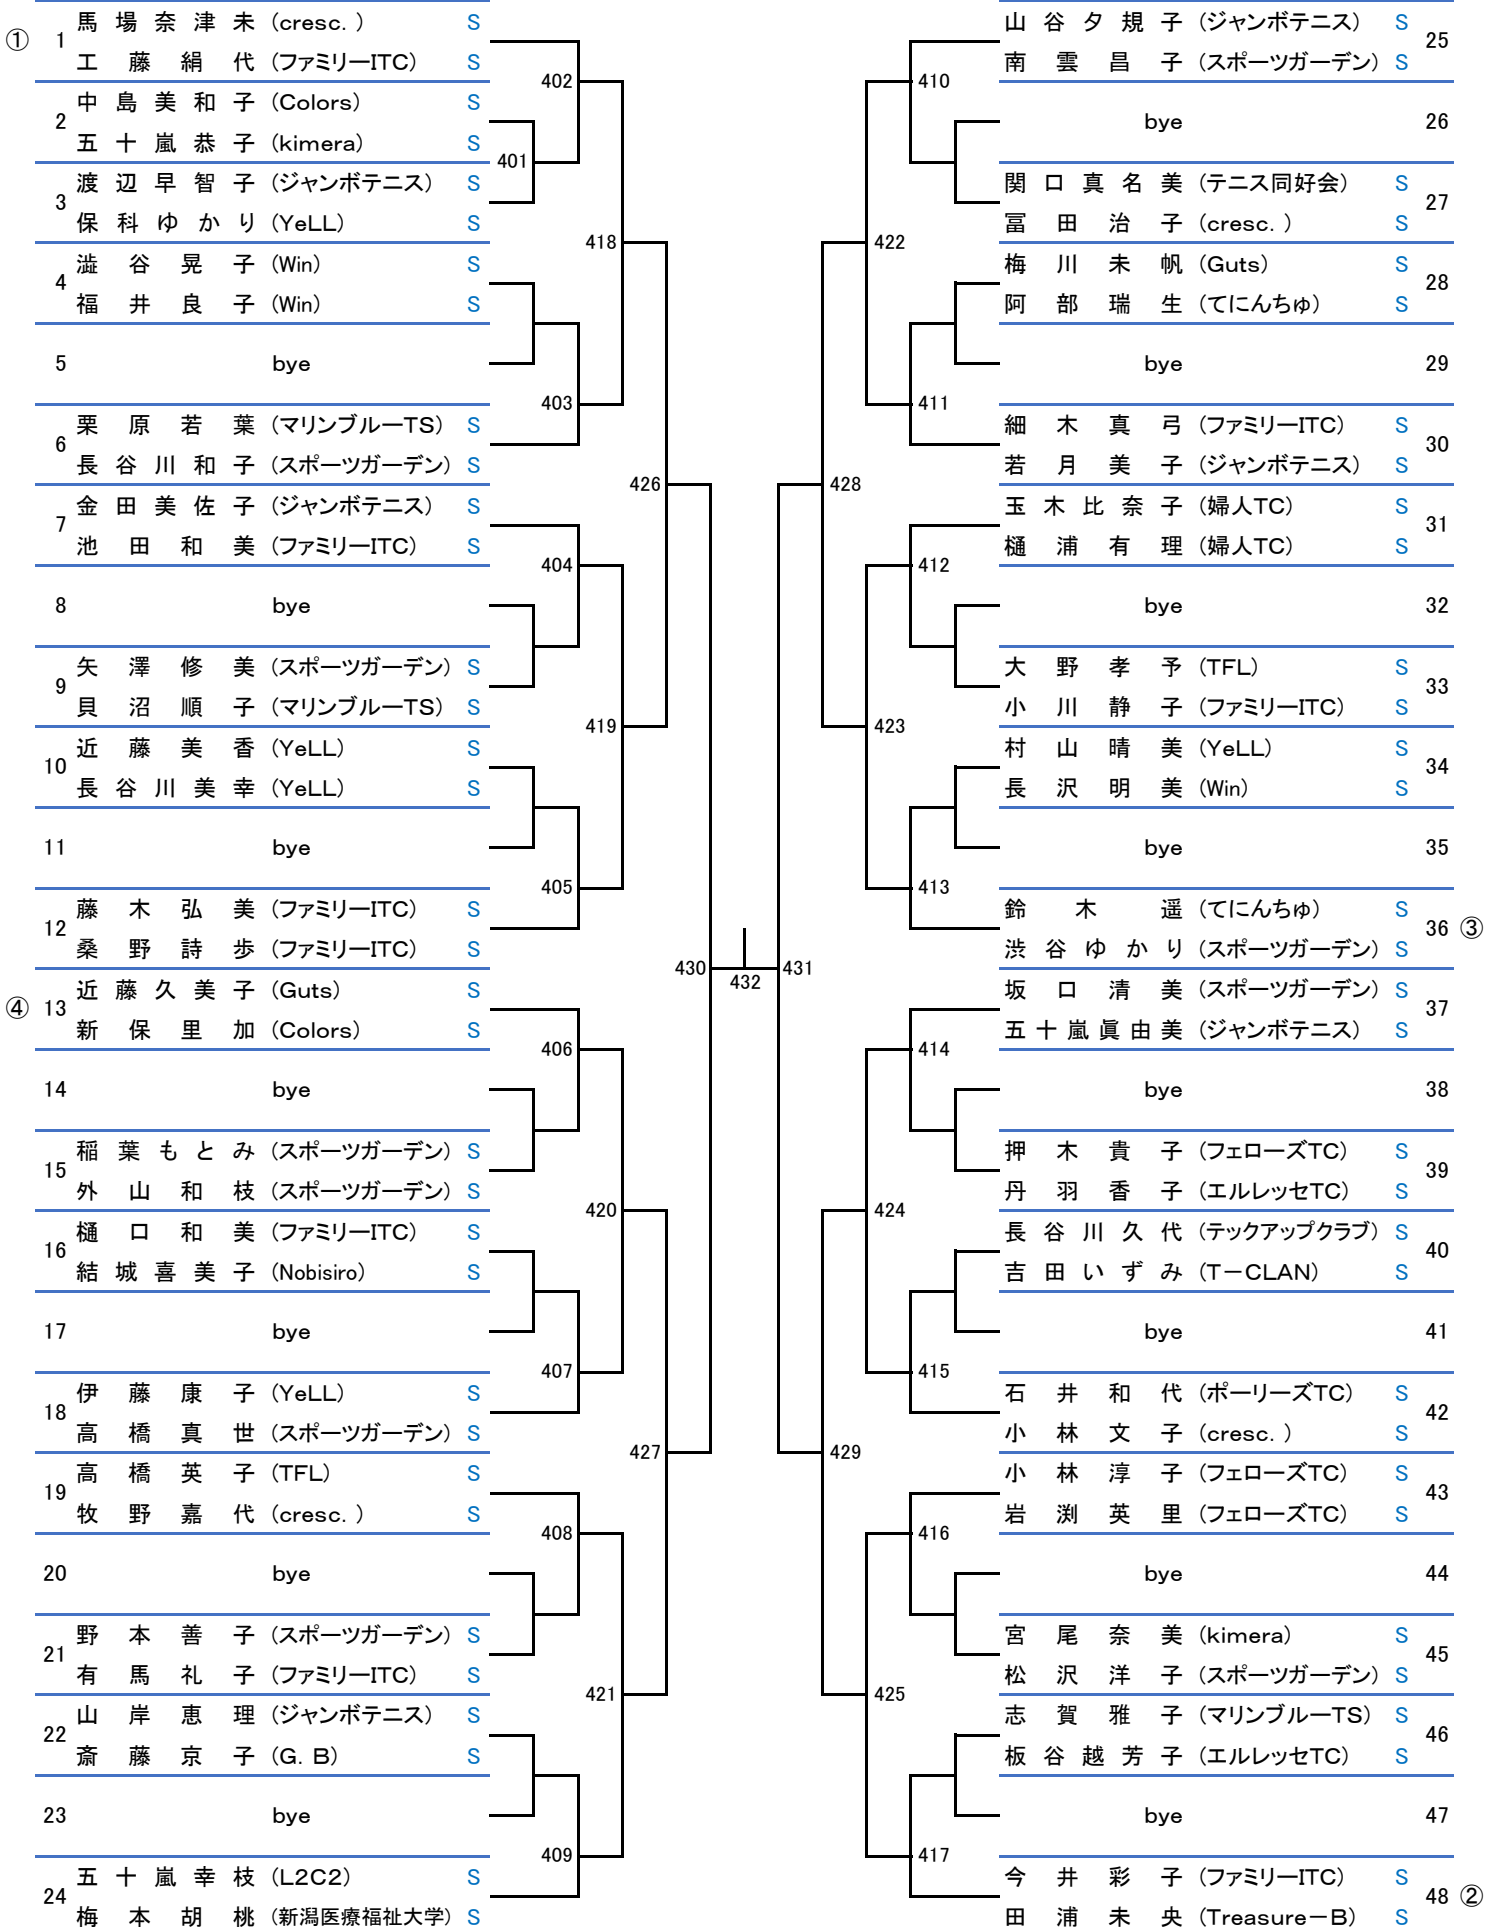 ① 1 馬場奈津未 (cresc.) S
工藤絹代 (ファミリーITC) S
2 中島美和子 (Colors) S
五十嵐恭子 (kimera) S
3 渡辺早智子 (ジャンボテニス) S
保科ゆかり (YeLL) S
4 澁谷晃子 (Win) S
福井良子 (Win) S
5 bye
6 栗原若葉 (マリンブルーTS) S
長谷川和子 (スポーツガーデン) S
7 金田美佐子 (ジャンボテニス) S
池田和美 (ファミリーITC) S
8 bye
9 矢澤修美 (スポーツガーデン) S
貝沼順子 (マリンブルーTS) S
10 近藤美香 (YeLL) S
長谷川美幸 (YeLL) S
11 bye
12 藤木弘美 (ファミリーITC) S
桑野詩歩 (ファミリーITC) S
④ 13 近藤久美子 (Guts) S
新保里加 (Colors) S
14 bye
15 稲葉もとみ (スポーツガーデン) S
外山和枝 (スポーツガーデン) S
16 樋口和美 (ファミリーITC) S
結城喜美子 (Nobisiro) S
17 bye
18 伊藤康子 (YeLL) S
高橋真世 (スポーツガーデン) S
19 高橋英子 (TFL) S
牧野嘉代 (cresc.) S
20 bye
21 野本善子 (スポーツガーデン) S
有馬礼子 (ファミリーITC) S
22 山岸恵理 (ジャンボテニス) S
斎藤京子 (G.B) S
23 bye
24 五十嵐幸枝 (L2C2) S
梅本胡桃 (新潟医療福祉大学) S
401
402
403
404
405
406
407
408
409
418
419
420
421
426
427
430
432
431
428
429
422
423
424
425
410
411
412
413
414
415
416
417
山谷夕規子 (ジャンボテニス) S 25
南雲昌子 (スポーツガーデン) S
bye 26
関口真名美 (テニス同好会) S 27
冨田治子 (cresc.) S
梅川未帆 (Guts) S 28
阿部瑞生 (てにんちゅ) S
bye 29
細木真弓 (ファミリーITC) S 30
若月美子 (ジャンボテニス) S
玉木比奈子 (婦人TC) S 31
樋浦有理 (婦人TC) S
bye 32
大野孝予 (TFL) S 33
小川静子 (ファミリーITC) S
村山晴美 (YeLL) S 34
長沢明美 (Win) S
bye 35
鈴木遥 (てにんちゅ) S 36 ③
渋谷ゆかり (スポーツガーデン) S
坂口清美 (スポーツガーデン) S 37
五十嵐眞由美 (ジャンボテニス) S
bye 38
押木貴子 (フェローズTC) S 39
丹羽香子 (エルレッセTC) S
長谷川久代 (テックアップクラブ) S 40
吉田いずみ (T－CLAN) S
bye 41
石井和代 (ポーリーズTC) S 42
小林文子 (cresc.) S
小林淳子 (フェローズTC) S 43
岩渕英里 (フェローズTC) S
bye 44
宮尾奈美 (kimera) S 45
松沢洋子 (スポーツガーデン) S
志賀雅子 (マリンブルーTS) S 46
板谷越芳子 (エルレッセTC) S
bye 47
今井彩子 (ファミリーITC) S 48 ②
田浦未央 (Treasure－B) S